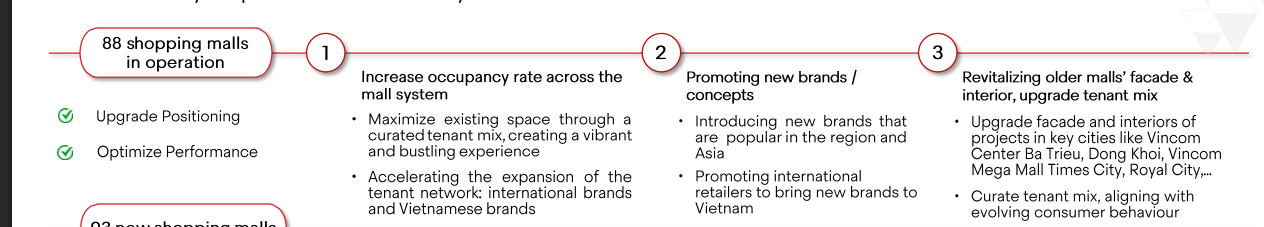 88 shopping malls
in operation
Upgrade Positioning
Optimize Performance
1
Increase occupancy rate across the
mall system
• Maximize existing space through a
curated tenant mix, creating a vibrant
and bustling experience
• Accelerating the expansion of the
tenant network: international brands
and Vietnamese brands
2
Promoting new brands /
concepts
• Introducing new brands that
are popular in the region and
Asia
• Promoting international
retailers to bring new brands to
Vietnam
3
Revitalizing older malls' facade &
interior, upgrade tenant mix
• Upgrade facade and interiors of
projects in key cities like Vincom
Center Ba Trieu, Dong Khoi, Vincom
Mega Mall Times City, Royal City,...
• Curate tenant mix, aligning with
evolving consumer behaviour
new shopping malls